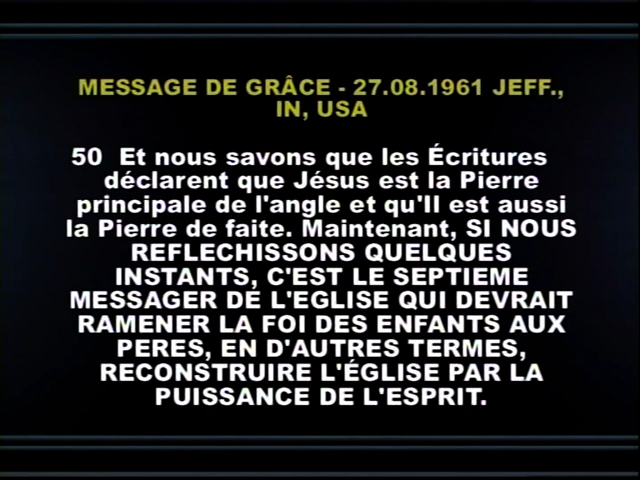 MESSAGE DE GRÂCE - 27.08.1961 JEFF.,
IN, USA
50 Et nous savons que les Écritures
déclarent que Jésus est la Pierre
principale de l'angle et qu'Il est aussi
la Pierre de faite. Maintenant, SI NOUS
REFLECHISSONS QUELQUES
INSTANTS, C'EST LE SEPTIEME
MESSAGER DE L'EGLISE QUI DEVRAIT
RAMENER LA FOI DES ENFANTS AUX
PERES, EN D'AUTRES TERMES,
RECONSTRUIRE L'ÉGLISE PAR LA
PUISSANCE DE L'ESPRIT.